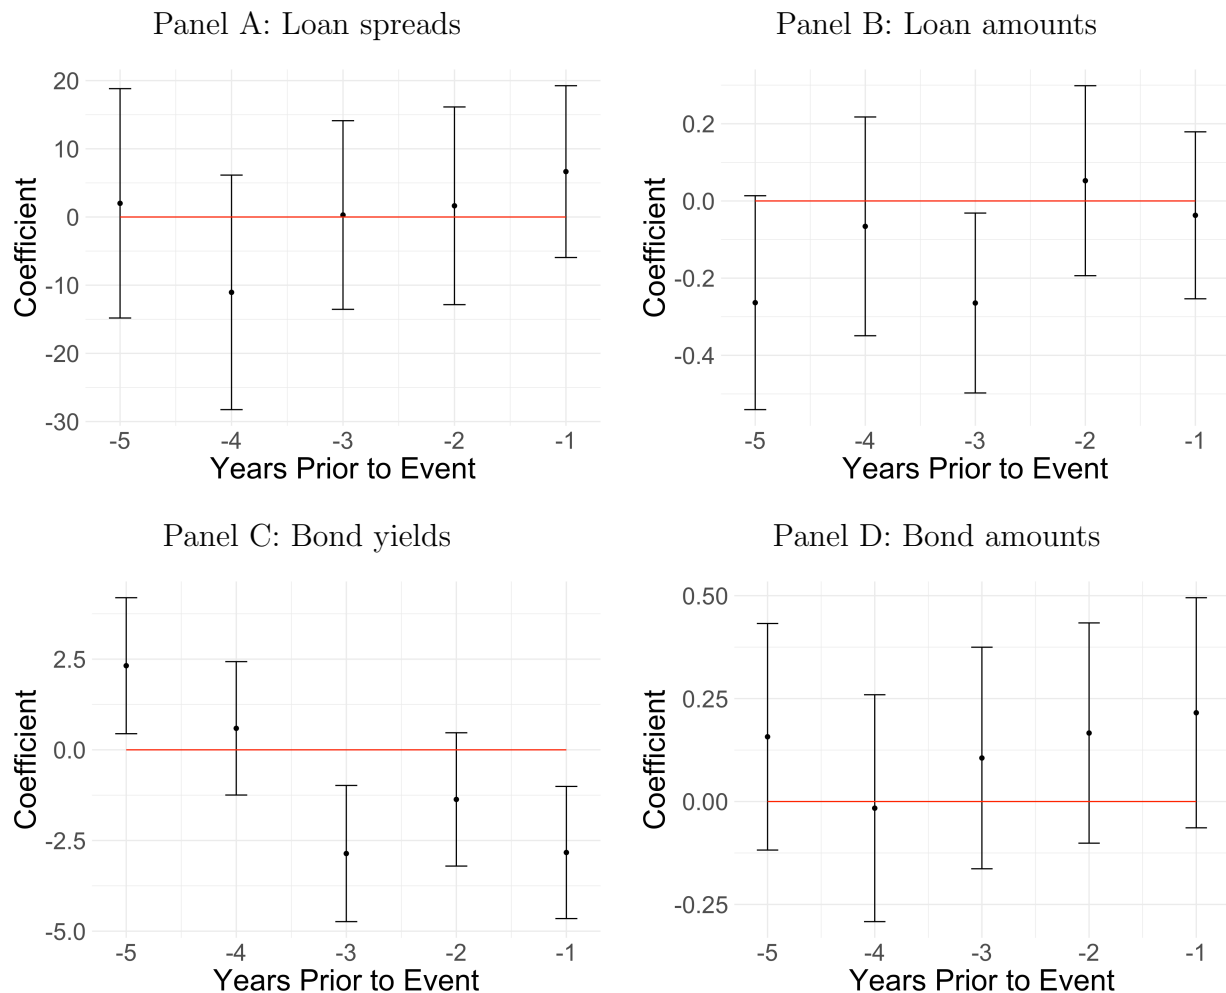 Panel A: Loan spreads
20
10
0
-10
-20
-30
Coefficient
-5 -4 -3 -2 -1
Years Prior to Event
Panel B: Loan amounts
0.2
0.0
-0.2
-0.4
Coefficient
-5 -4 -3 -2 -1
Years Prior to Event
Panel C: Bond yields
2.5
0.0
-2.5
-5.0
Coefficient
-5 -4 -3 -2 -1
Years Prior to Event
Panel D: Bond amounts
0.50
0.25
0.00
-0.25
Coefficient
-5 -4 -3 -2 -1
Years Prior to Event